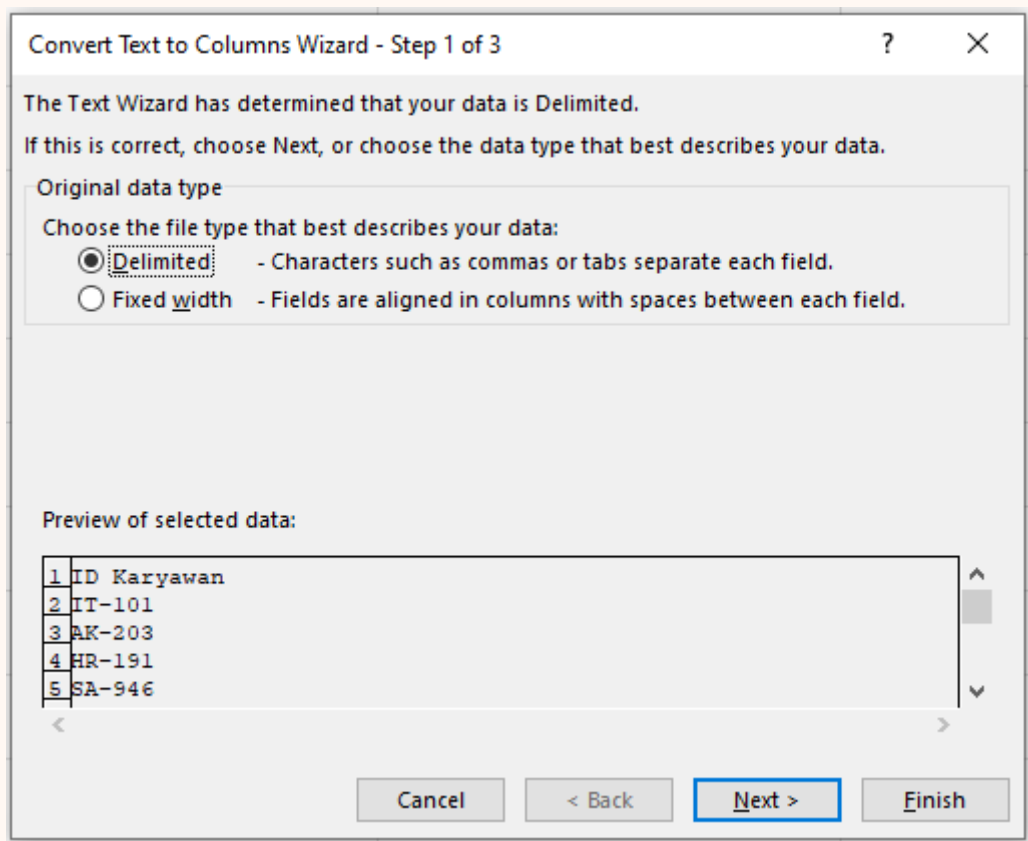 Convert Text to Columns Wizard - Step 1 of 3 ?
The Text Wizard has determined that your data is Delimited.
If this is correct, choose Next, or choose the data type that best describes your data.
Original data type
Choose the file type that best describes your data:
Delimited - Characters such as commas or tabs separate each field.
Fixed width - Fields are aligned in columns with spaces between each field.
Preview of selected data:
1 ID Karyawan
2 IT-101
3 AK-203
4 HR-191
5 SA-946
Cancel < Back Next > Finish